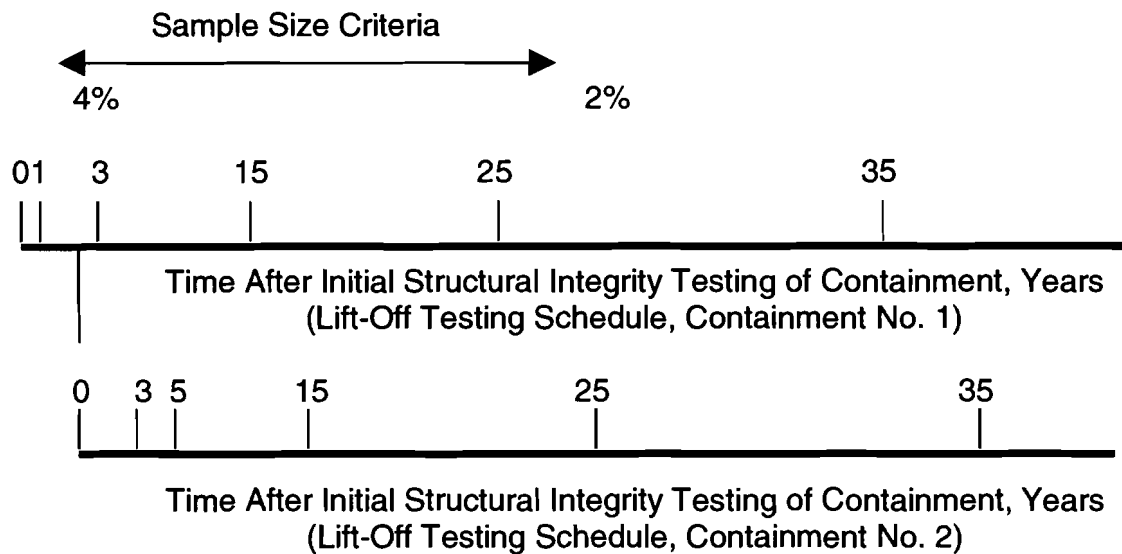 Sample Size Criteria
4% 2%
0 1 3 15 25 35
Time After Initial Structural Integrity Testing of Containment, Years
(Lift-Off Testing Schedule, Containment No. 1)
0 3 5 15 25 35
Time After Initial Structural Integrity Testing of Containment, Years
(Lift-Off Testing Schedule, Containment No. 2)